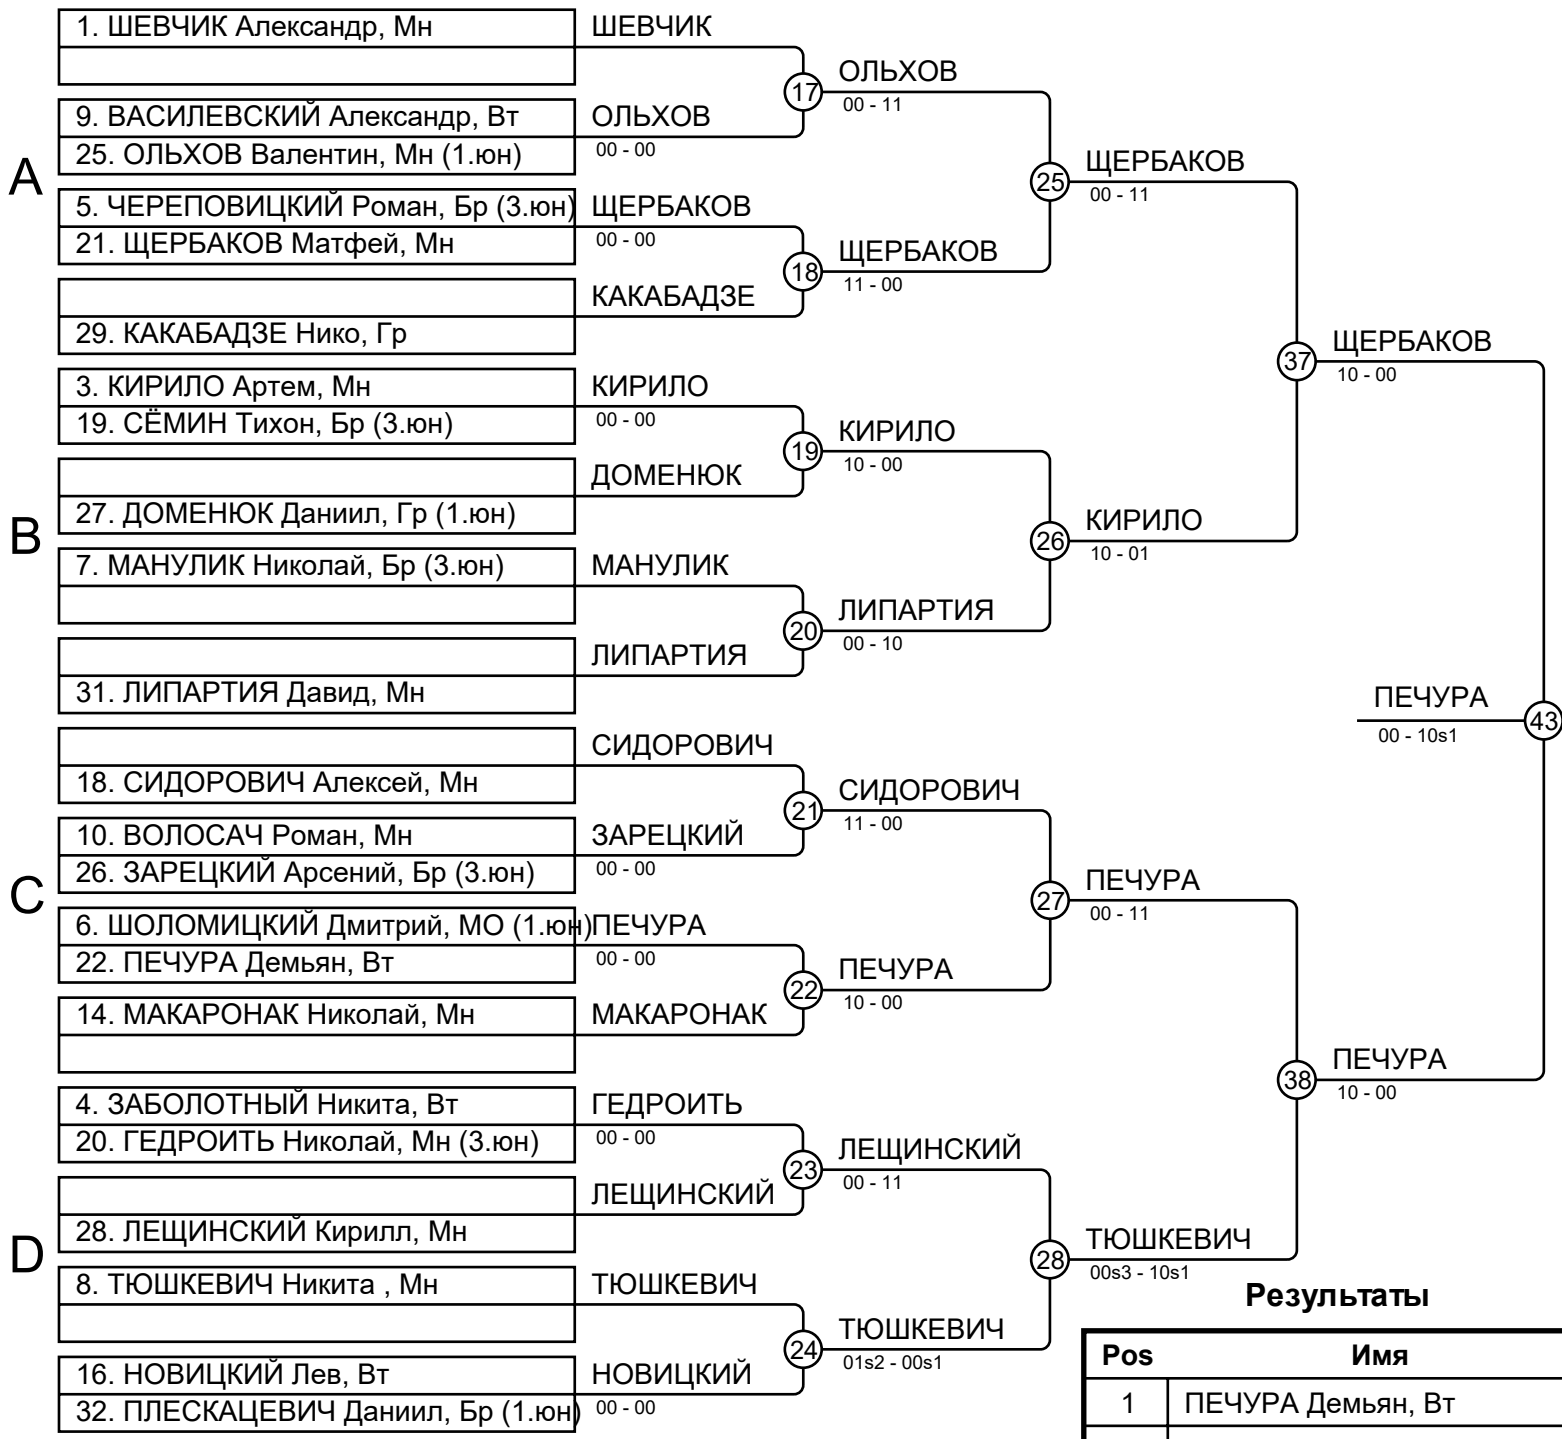 A
B
C
D
1. ШЕВЧИК Александр, Мн
9. ВАСИЛЕВСКИЙ Александр, Вт
25. ОЛЬХОВ Валентин, Мн (1.юн)
5. ЧЕРЕПОВИЦКИЙ Роман, Бр (3.юн)
21. ЩЕРБАКОВ Матфей, Мн
29. КАКАБАДЗЕ Нико, Гр
3. КИРИЛО Артем, Мн
19. СЁМИН Тихон, Бр (3.юн)
27. ДОМЕНЮК Даниил, Гр (1.юн)
7. МАНУЛИК Николай, Бр (3.юн)
31. ЛИПАРТИЯ Давид, Мн
18. СИДОРОВИЧ Алексей, Мн
10. ВОЛОСАЧ Роман, Мн
26. ЗАРЕЦКИЙ Арсений, Бр (3.юн)
6. ШОЛОМИЦКИЙ Дмитрий, МО (1.юн)
22. ПЕЧУРА Демьян, Вт
14. МАКАРОНАК Николай, Мн
4. ЗАБОЛОТНЫЙ Никита, Вт
20. ГЕДРОИТЬ Николай, Мн (3.юн)
28. ЛЕЩИНСКИЙ Кирилл, Мн
8. ТЮШКЕВИЧ Никита , Мн
16. НОВИЦКИЙ Лев, Вт
32. ПЛЕСКАЦЕВИЧ Даниил, Бр (1.юн)
ШЕВЧИК
ОЛЬХОВ
00 - 00
ЩЕРБАКОВ
00 - 00
КАКАБАДЗЕ
КИРИЛО
00 - 00
ДОМЕНЮК
МАНУЛИК
ЛИПАРТИЯ
СИДОРОВИЧ
ЗАРЕЦКИЙ
00 - 00
ПЕЧУРА
00 - 00
МАКАРОНАК
ГЕДРОИТЬ
00 - 00
ЛЕЩИНСКИЙ
ТЮШКЕВИЧ
НОВИЦКИЙ
00 - 00
17
18
19
20
21
22
23
24
ОЛЬХОВ
00 - 11
ЩЕРБАКОВ
11 - 00
КИРИЛО
10 - 00
ЛИПАРТИЯ
00 - 10
СИДОРОВИЧ
11 - 00
ПЕЧУРА
10 - 00
ЛЕЩИНСКИЙ
00 - 11
ТЮШКЕВИЧ
01s2 - 00s1
25
26
27
28
ЩЕРБАКОВ
00 - 11
КИРИЛО
10 - 01
ПЕЧУРА
00 - 11
ТЮШКЕВИЧ
00s3 - 10s1
37
38
ЩЕРБАКОВ
10 - 00
ПЕЧУРА
10 - 00
ПЕЧУРА
00 - 10s1
43
Результаты
Pos Имя
1 ПЕЧУРА Демьян, Вт